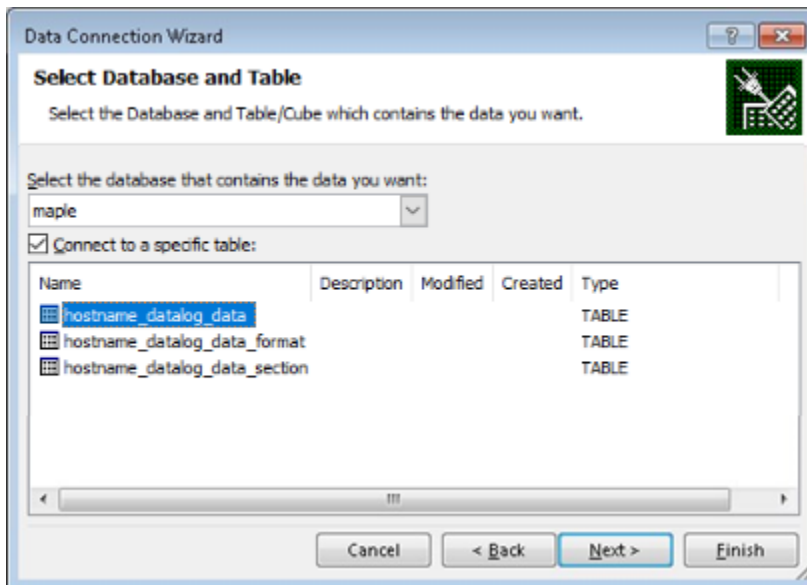 Data Connection Wizard
Select Database and Table
Select the Database and Table/Cube which contains the data you want.
Select the database that contains the data you want:
maple
Connect to a specific table:
Name Description Modified Created Type
hostname_datalog_data TABLE
hostname_datalog_data_format TABLE
hostname_datalog_data_section TABLE
Cancel < Back Next > Finish